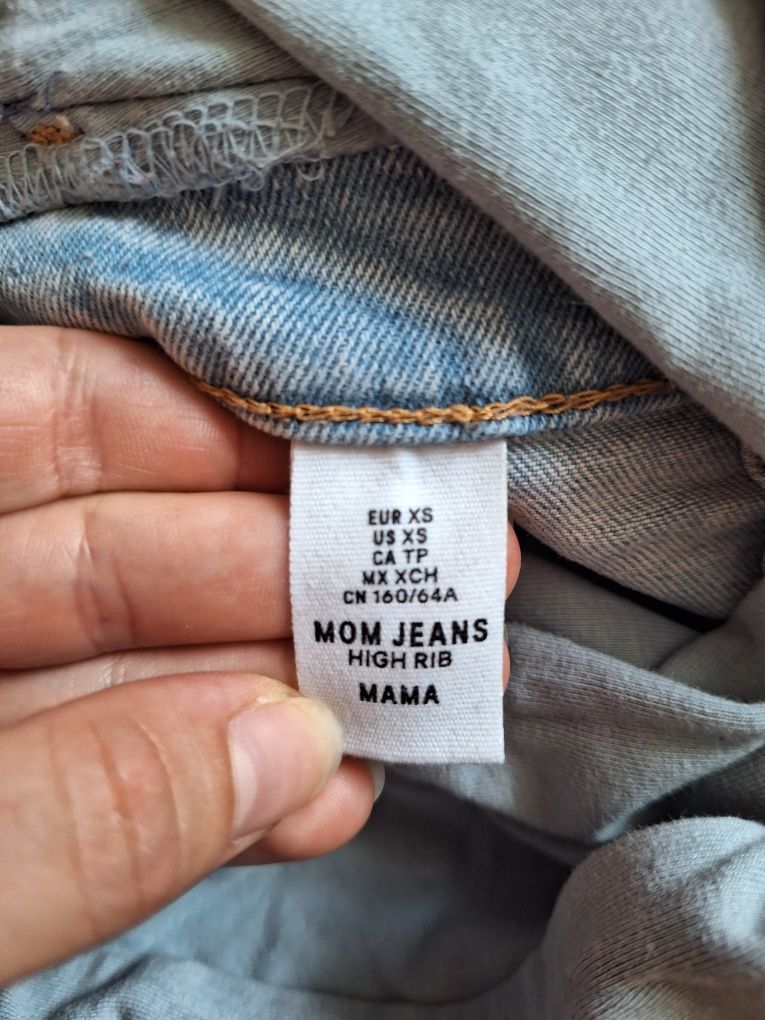 EUR XS
US XS
CA TP
MX XCH
CN 160/64A
MOM JEANS
HIGH RIB
MAMA